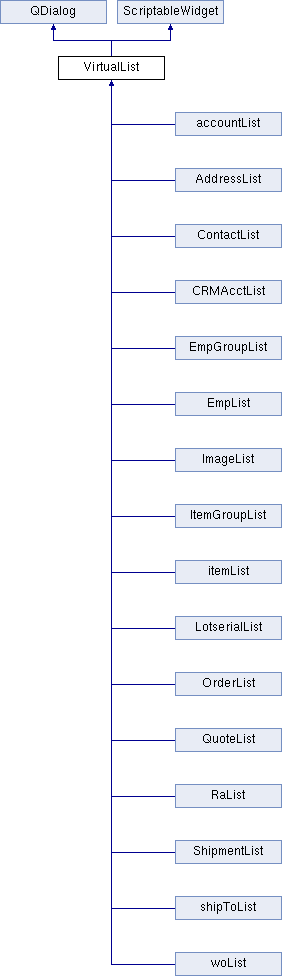 QDialog
ScriptableWidget
VirtualList
accountList
AddressList
ContactList
CRMAcctList
EmpGroupList
EmpList
ImageList
ItemGroupList
itemList
LotserialList
OrderList
QuoteList
RaList
ShipmentList
shipToList
woList